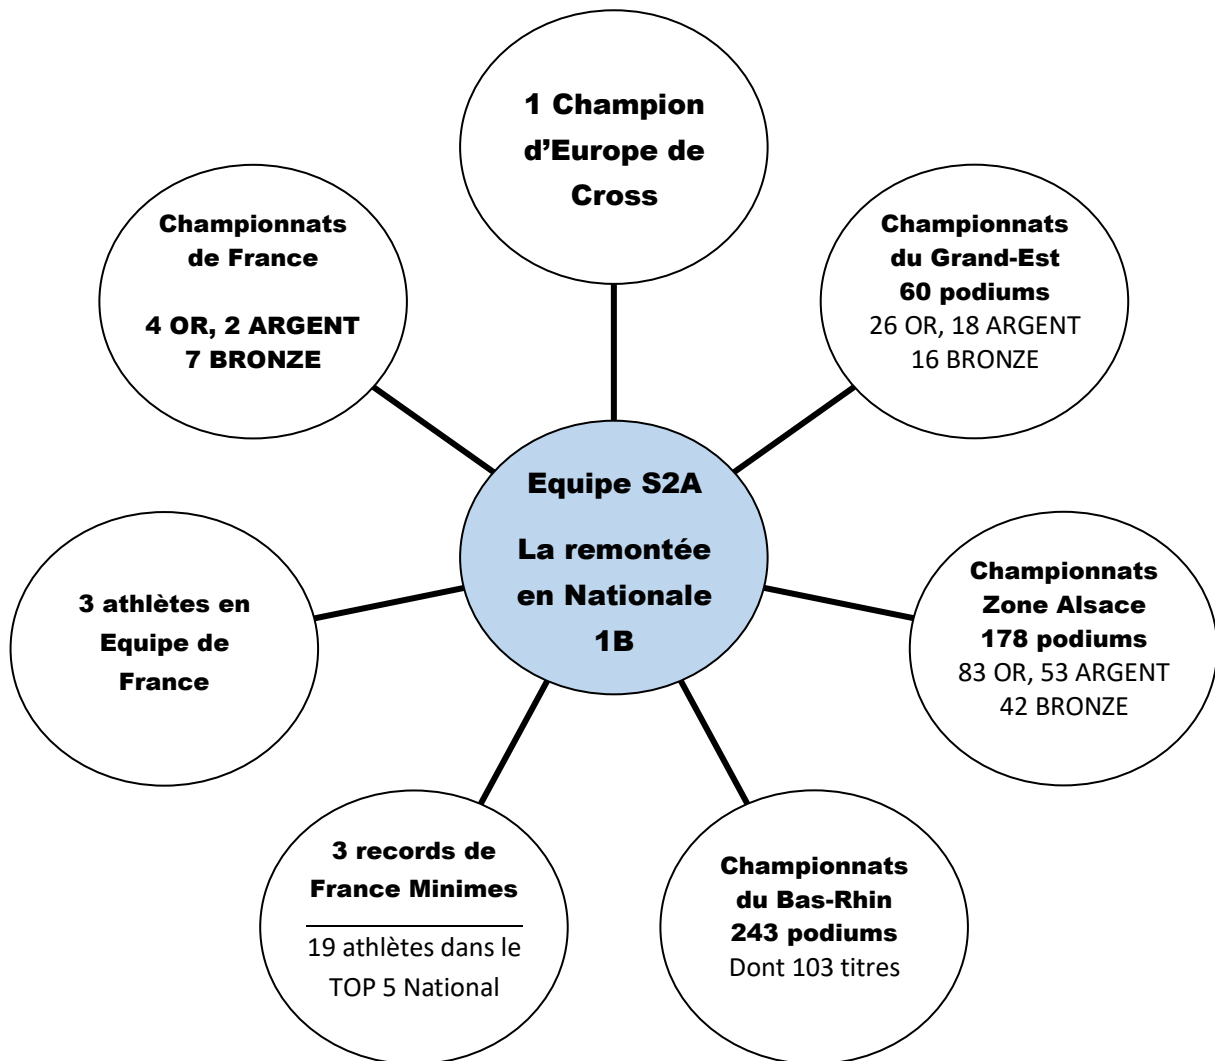 1 Champion
d’Europe de
Cross
Championnats
de France
4 OR, 2 ARGENT
7 BRONZE
Championnats
du Grand-Est
60 podiums
26 OR, 18 ARGENT
16 BRONZE
Equipe S2A
La remontée
en Nationale
1B
3 athlètes en
Equipe de
France
Championnats
Zone Alsace
178 podiums
83 OR, 53 ARGENT
42 BRONZE
3 records de
France Minimes
19 athlètes dans le
TOP 5 National
Championnats
du Bas-Rhin
243 podiums
Dont 103 titres